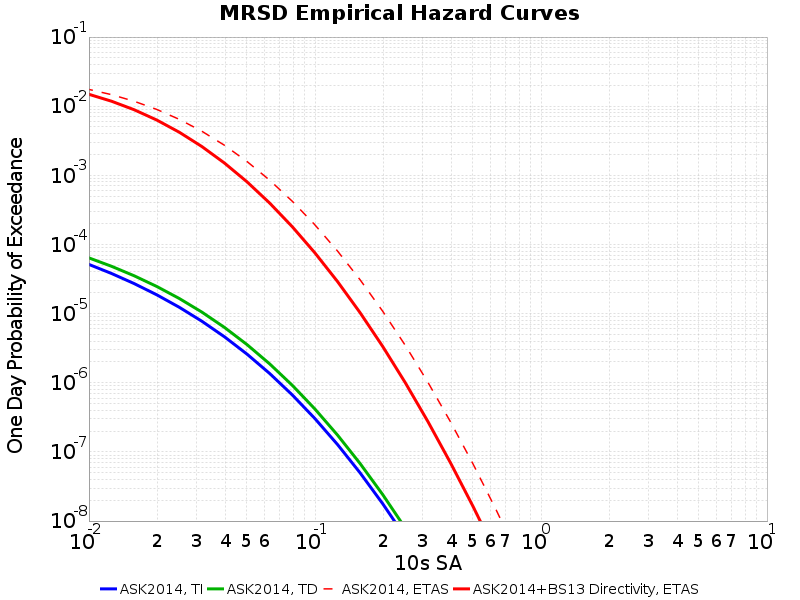 MRSD Empirical Hazard Curves
One Day Probability of Exceedance
10^-1
10^-2
10^-3
10^-4
10^-5
10^-6
10^-7
10^-8
10^-2 2 3 4 5 6 10^-1 2 3 4 5 6 7 10^0 2 3 4 5 6 7 10^1
10s SA
ASK2014, TI ASK2014, TD ASK2014, ETAS ASK2014+BS13 Directivity, ETAS